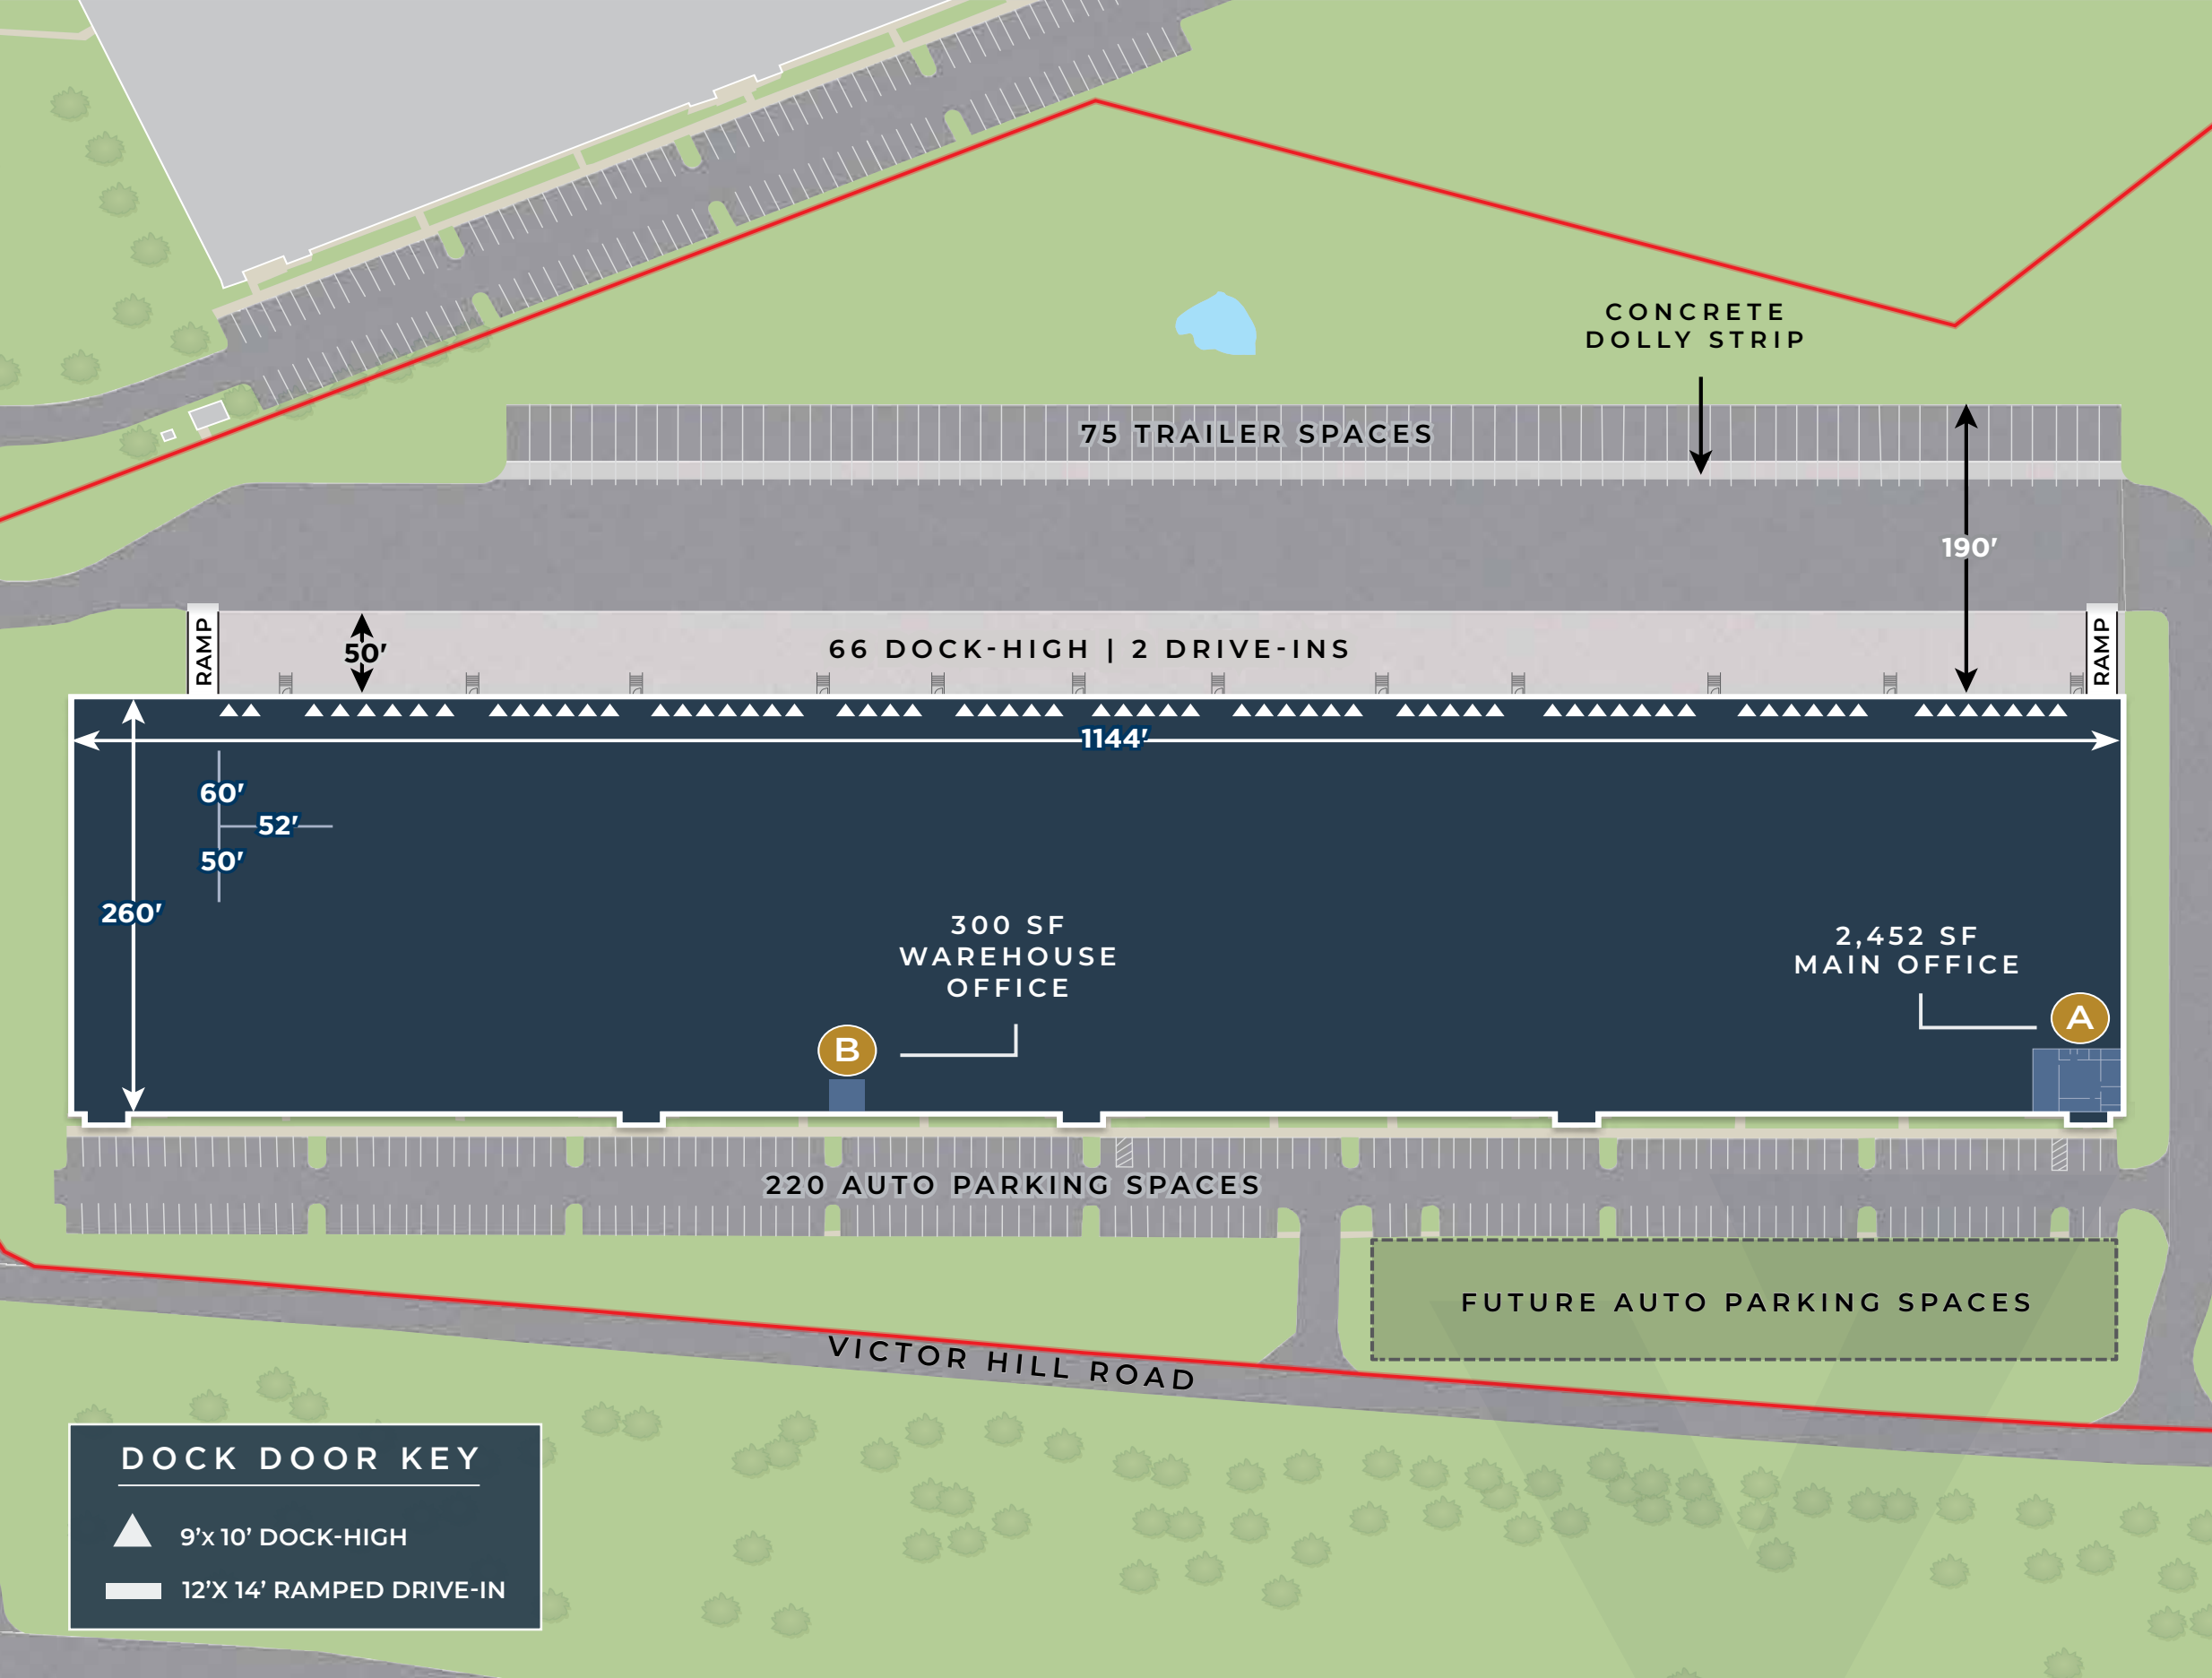 CONCRETE
DOLLY STRIP
75 TRAILER SPACES
190'
RAMP
50'
66 DOCK-HIGH | 2 DRIVE-INS
RAMP
1144'
60'
52'
50'
260'
300 SF
WAREHOUSE
OFFICE
2,452 SF
MAIN OFFICE
A
B
220 AUTO PARKING SPACES
FUTURE AUTO PARKING SPACES
VICTOR HILL ROAD
DOCK DOOR KEY
9’x 10’ DOCK-HIGH
12’X 14’ RAMPED DRIVE-IN